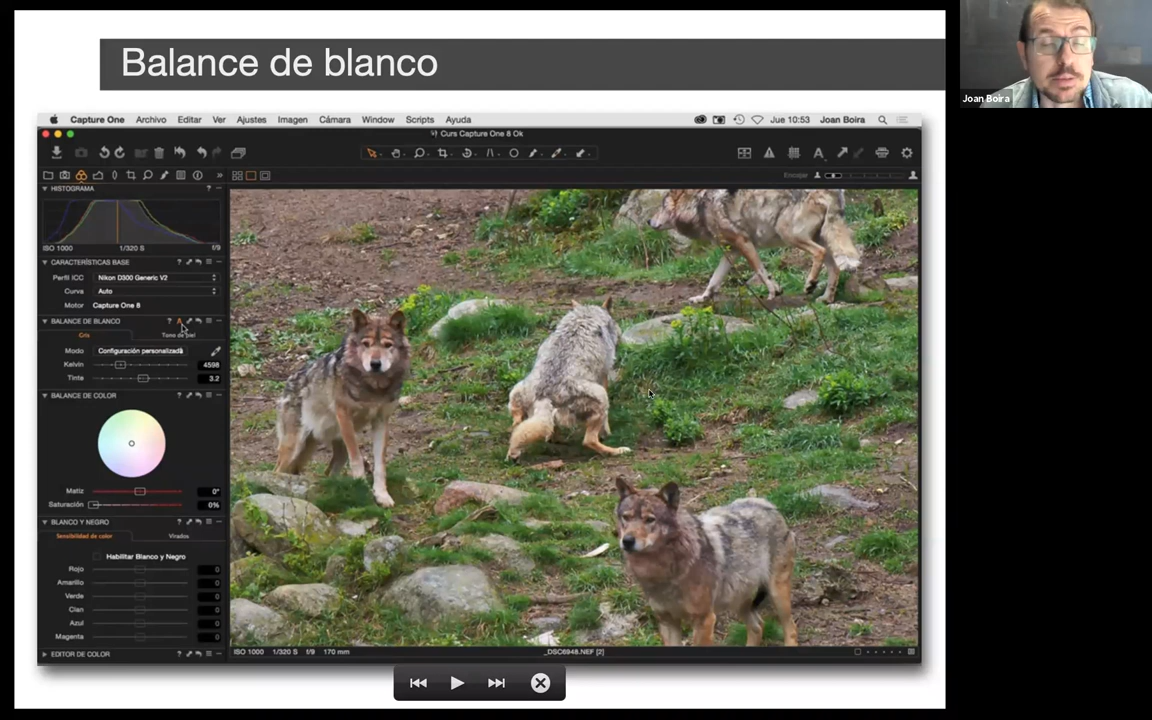 Balance de blanco
Joan Boira
Capture One Archivo Editar Ver Ajustes Imagen Cámara Window Scripts Ayuda Jue 10:53 Joan Boira
Curs Capture One 8 Ok
Encajar
HISTOGRAMA
ISO 1000 1/320 S f/9
CARACTERÍSTICAS BASE
Perfil ICC Nikon D300 Generic V2
Curva Auto
Motor Capture One 8
BALANCE DE BLANCO
Gris Tono de piel
Modo Configuración personalizada
Kelvin 4598
Tinte 3.2
BALANCE DE COLOR
Matiz 0°
Saturación 0%
BLANCO Y NEGRO
Sensibilidad de color Virados
Habilitar Blanco y Negro
Rojo 0
Amarillo 0
Verde 0
Cian 0
Azul 0
Magenta 0
EDITOR DE COLOR
ISO 1000 1/320 S f/9 170 mm _DSC6948.NEF [2]